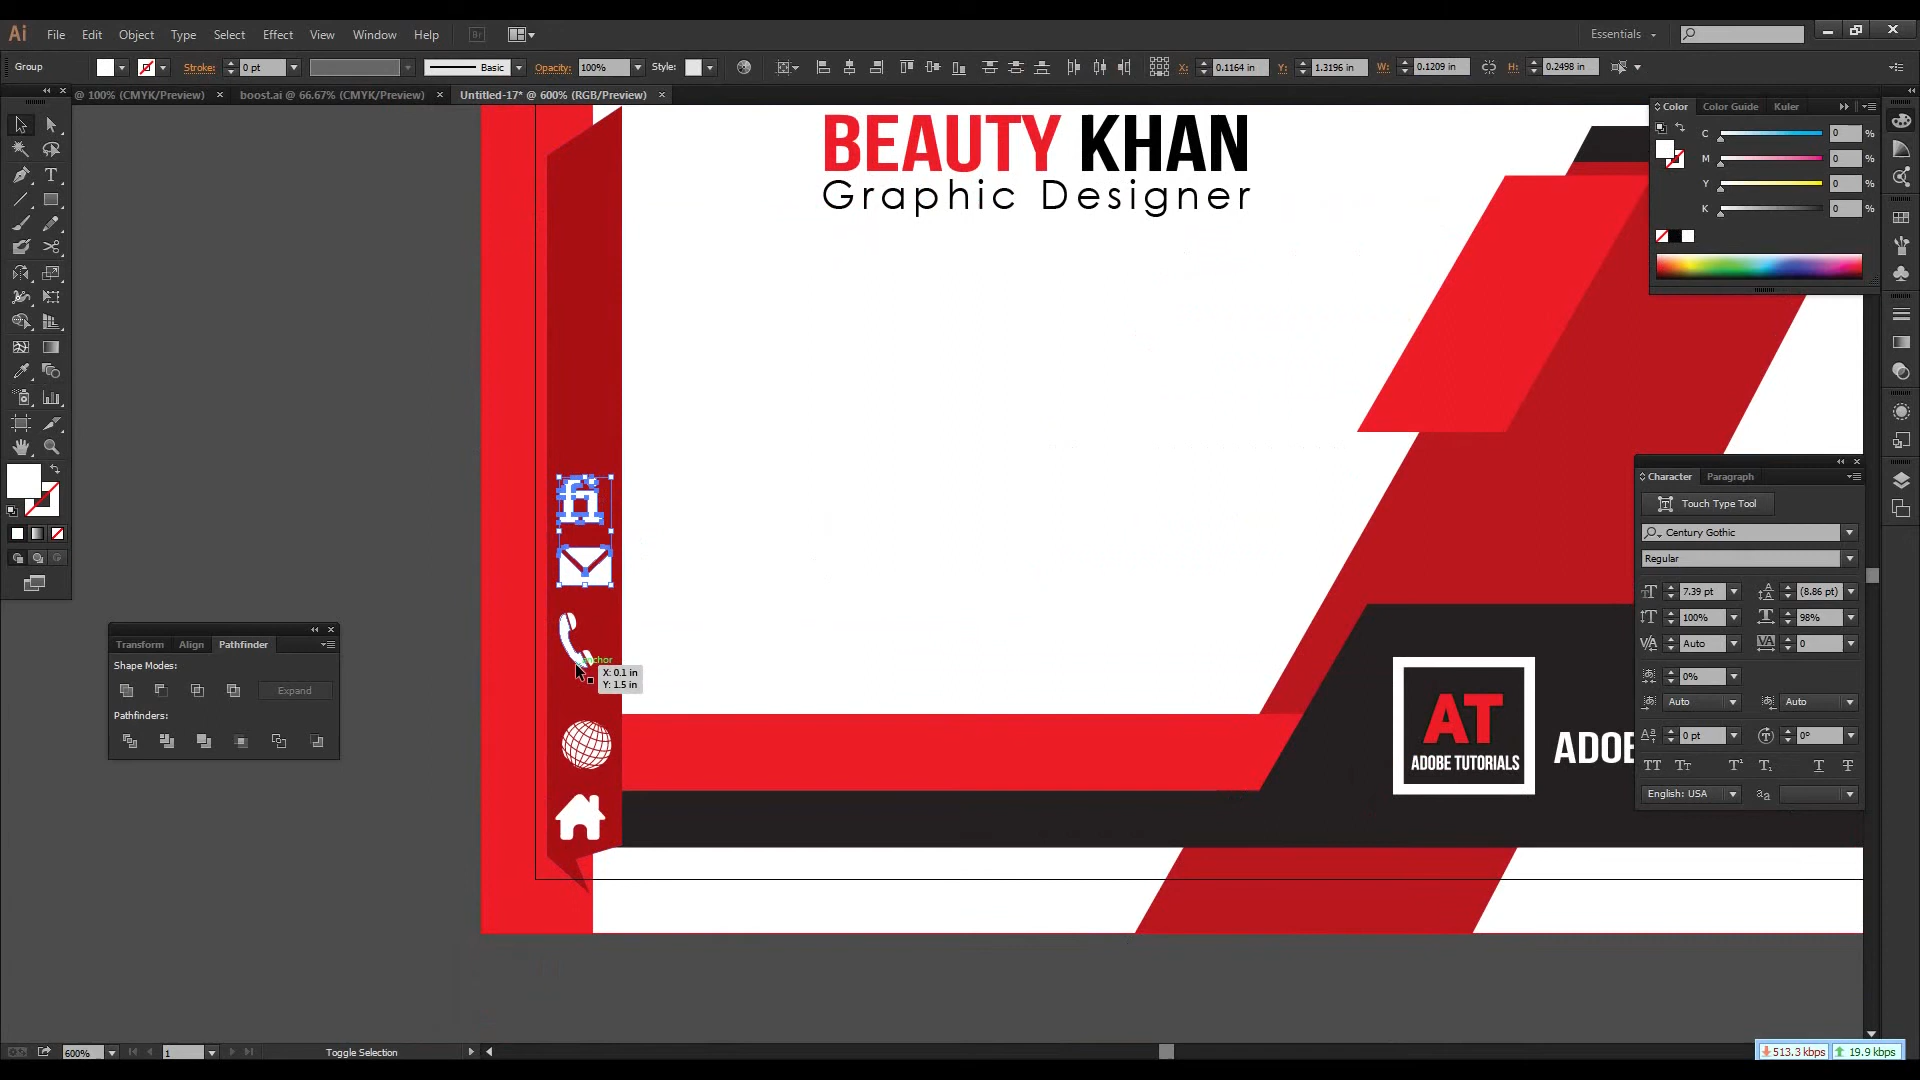 Ai File Edit Object Type Select Effect View Window Help Br Essentials
Group Stroke: 0 pt Basic Opacity: 100% Style: X: 0.1164 in Y: 1.3196 in W: 0.1209 in H: 0.2498 in
@ 100% (CMYK/Preview) × boost.ai @ 66.67% (CMYK/Preview) × Untitled-17* @ 600% (RGB/Preview) ×
Color Color Guide Kuler
C 0 %
M 0 %
Y 0 %
K 0 %
BEAUTY KHAN
Graphic Designer
anchor
X: 0.1 in
Y: 1.5 in
Transform Align Pathfinder
Shape Modes:
Expand
Pathfinders:
AT
ADOBE TUTORIALS
ADOBE
Character Paragraph
Touch Type Tool
Century Gothic
Regular
7.39 pt (8.86 pt)
100% 98%
Auto 0
0%
Auto Auto
0 pt 0°
English: USA
600% 1 Toggle Selection
513.3 kbps 19.9 kbps